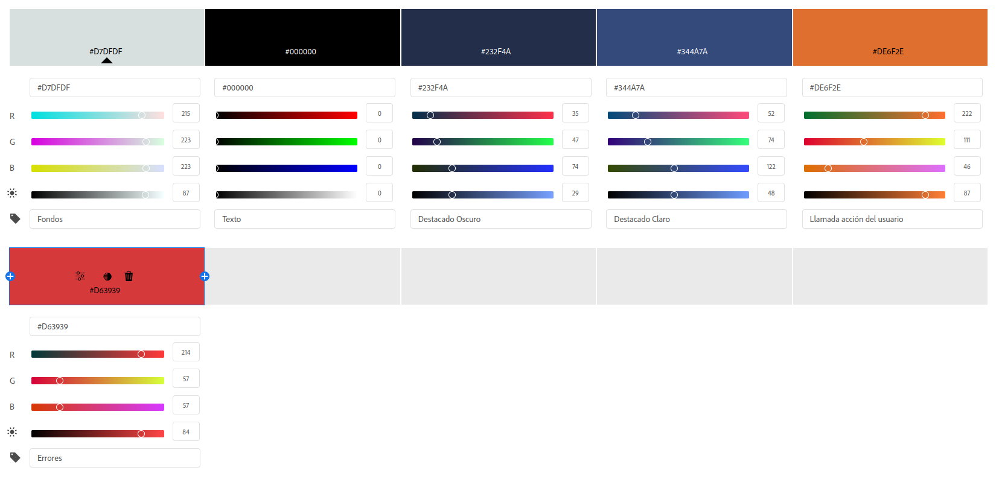 #D7DFDF #000000 #232F4A #344A7A #DE6F2E
#D7DFDF #000000 #232F4A #344A7A #DE6F2E
R 215 0 35 52 222
G 223 0 47 74 111
B 223 0 74 122 46
87 0 29 48 87
Fondos Texto Destacado Oscuro Destacado Claro Llamada acción del usuario
#D63939
#D63939
R 214
G 57
B 57
84
Errores